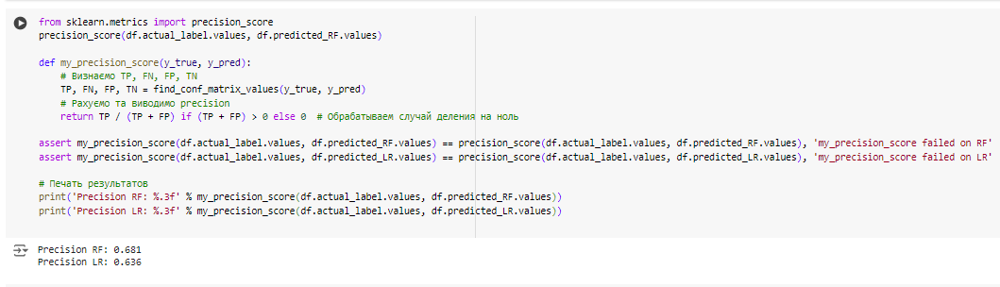 from sklearn.metrics import precision_score
precision_score(df.actual_label.values, df.predicted_RF.values)
def my_precision_score(y_true, y_pred):
# Визнаємо TP, FN, FP, TN
TP, FN, FP, TN = find_conf_matrix_values(y_true, y_pred)
# Рахуємо та виводимо precision
return TP / (TP + FP) if (TP + FP) > 0 else 0  # Обрабатываем случай деления на ноль
assert my_precision_score(df.actual_label.values, df.predicted_RF.values) == precision_score(df.actual_label.values, df.predicted_RF.values), 'my_precision_score failed on RF'
assert my_precision_score(df.actual_label.values, df.predicted_LR.values) == precision_score(df.actual_label.values, df.predicted_LR.values), 'my_precision_score failed on LR'
# Печать результатов
print('Precision RF: %.3f' % my_precision_score(df.actual_label.values, df.predicted_RF.values))
print('Precision LR: %.3f' % my_precision_score(df.actual_label.values, df.predicted_LR.values))
Precision RF: 0.681
Precision LR: 0.636